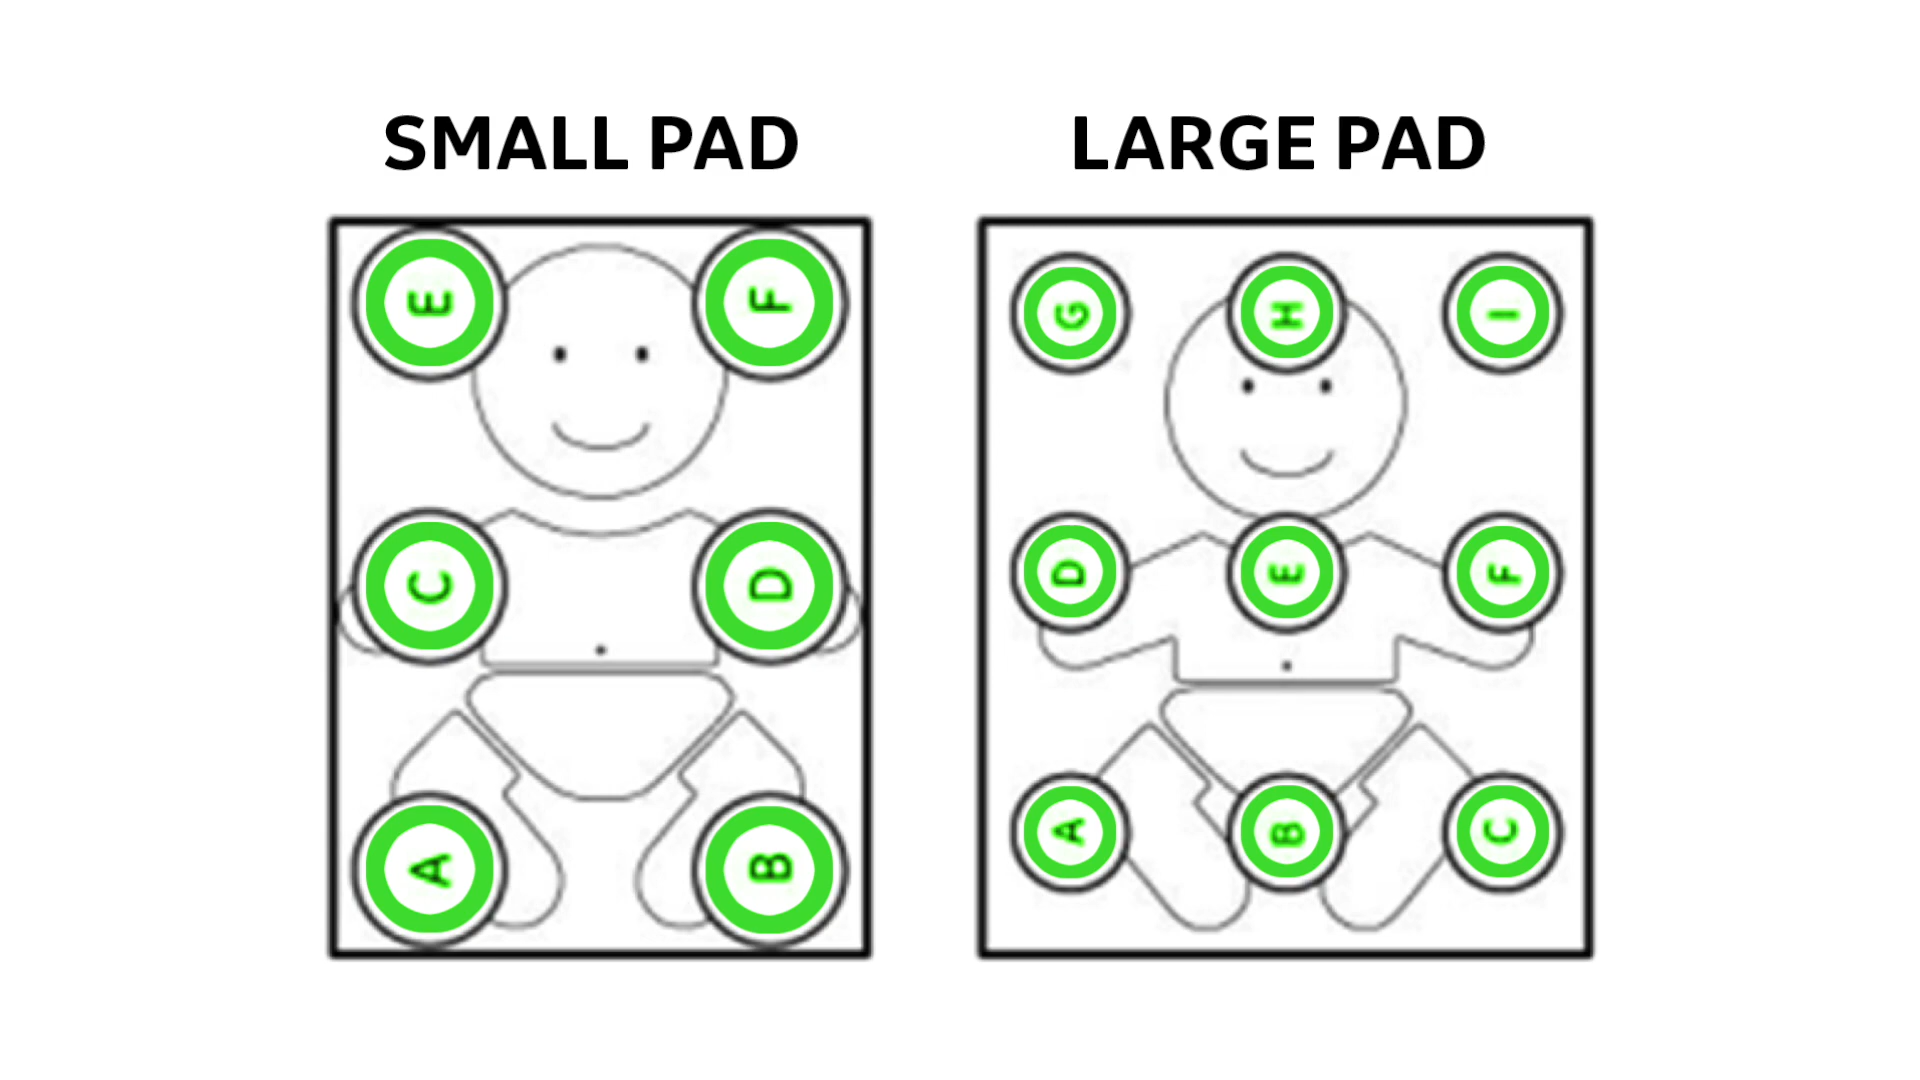 SMALL PAD
E F
C D
A B
LARGE PAD
G H I
D E F
A B C